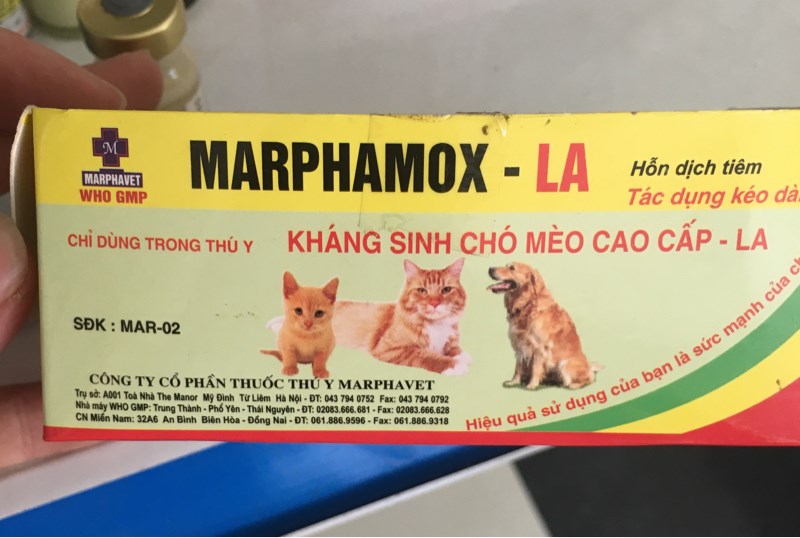 M
MARPHAVET
WHO GMP
MARPHAMOX - LA
Hỗn dịch tiêm
Tác dụng kéo
CHỈ DÙNG TRONG THÚ Y
KHÁNG SINH CHÓ MÈO CAO CẤP - LA
SĐK : MAR-02
CÔNG TY CỔ PHẦN THUỐC THÚ Y MARPHAVET
Trụ sở: A001 Toà Nhà The Manor Mỹ Đình Từ Liêm Hà Nội - ĐT: 043 794 0752 Fax: 043 794 0792
Nhà máy WHO GMP: Trung Thành - Phổ Yên - Thái Nguyên - ĐT: 02083.666.681 - Fax: 02083.666.628
CN Miền Nam: 32A6 An Bình Biên Hòa - Đồng Nai - ĐT: 061.886.9596 - Fax: 061.886.9318
Hiệu quả sử dụng của bạn là sức mạnh của